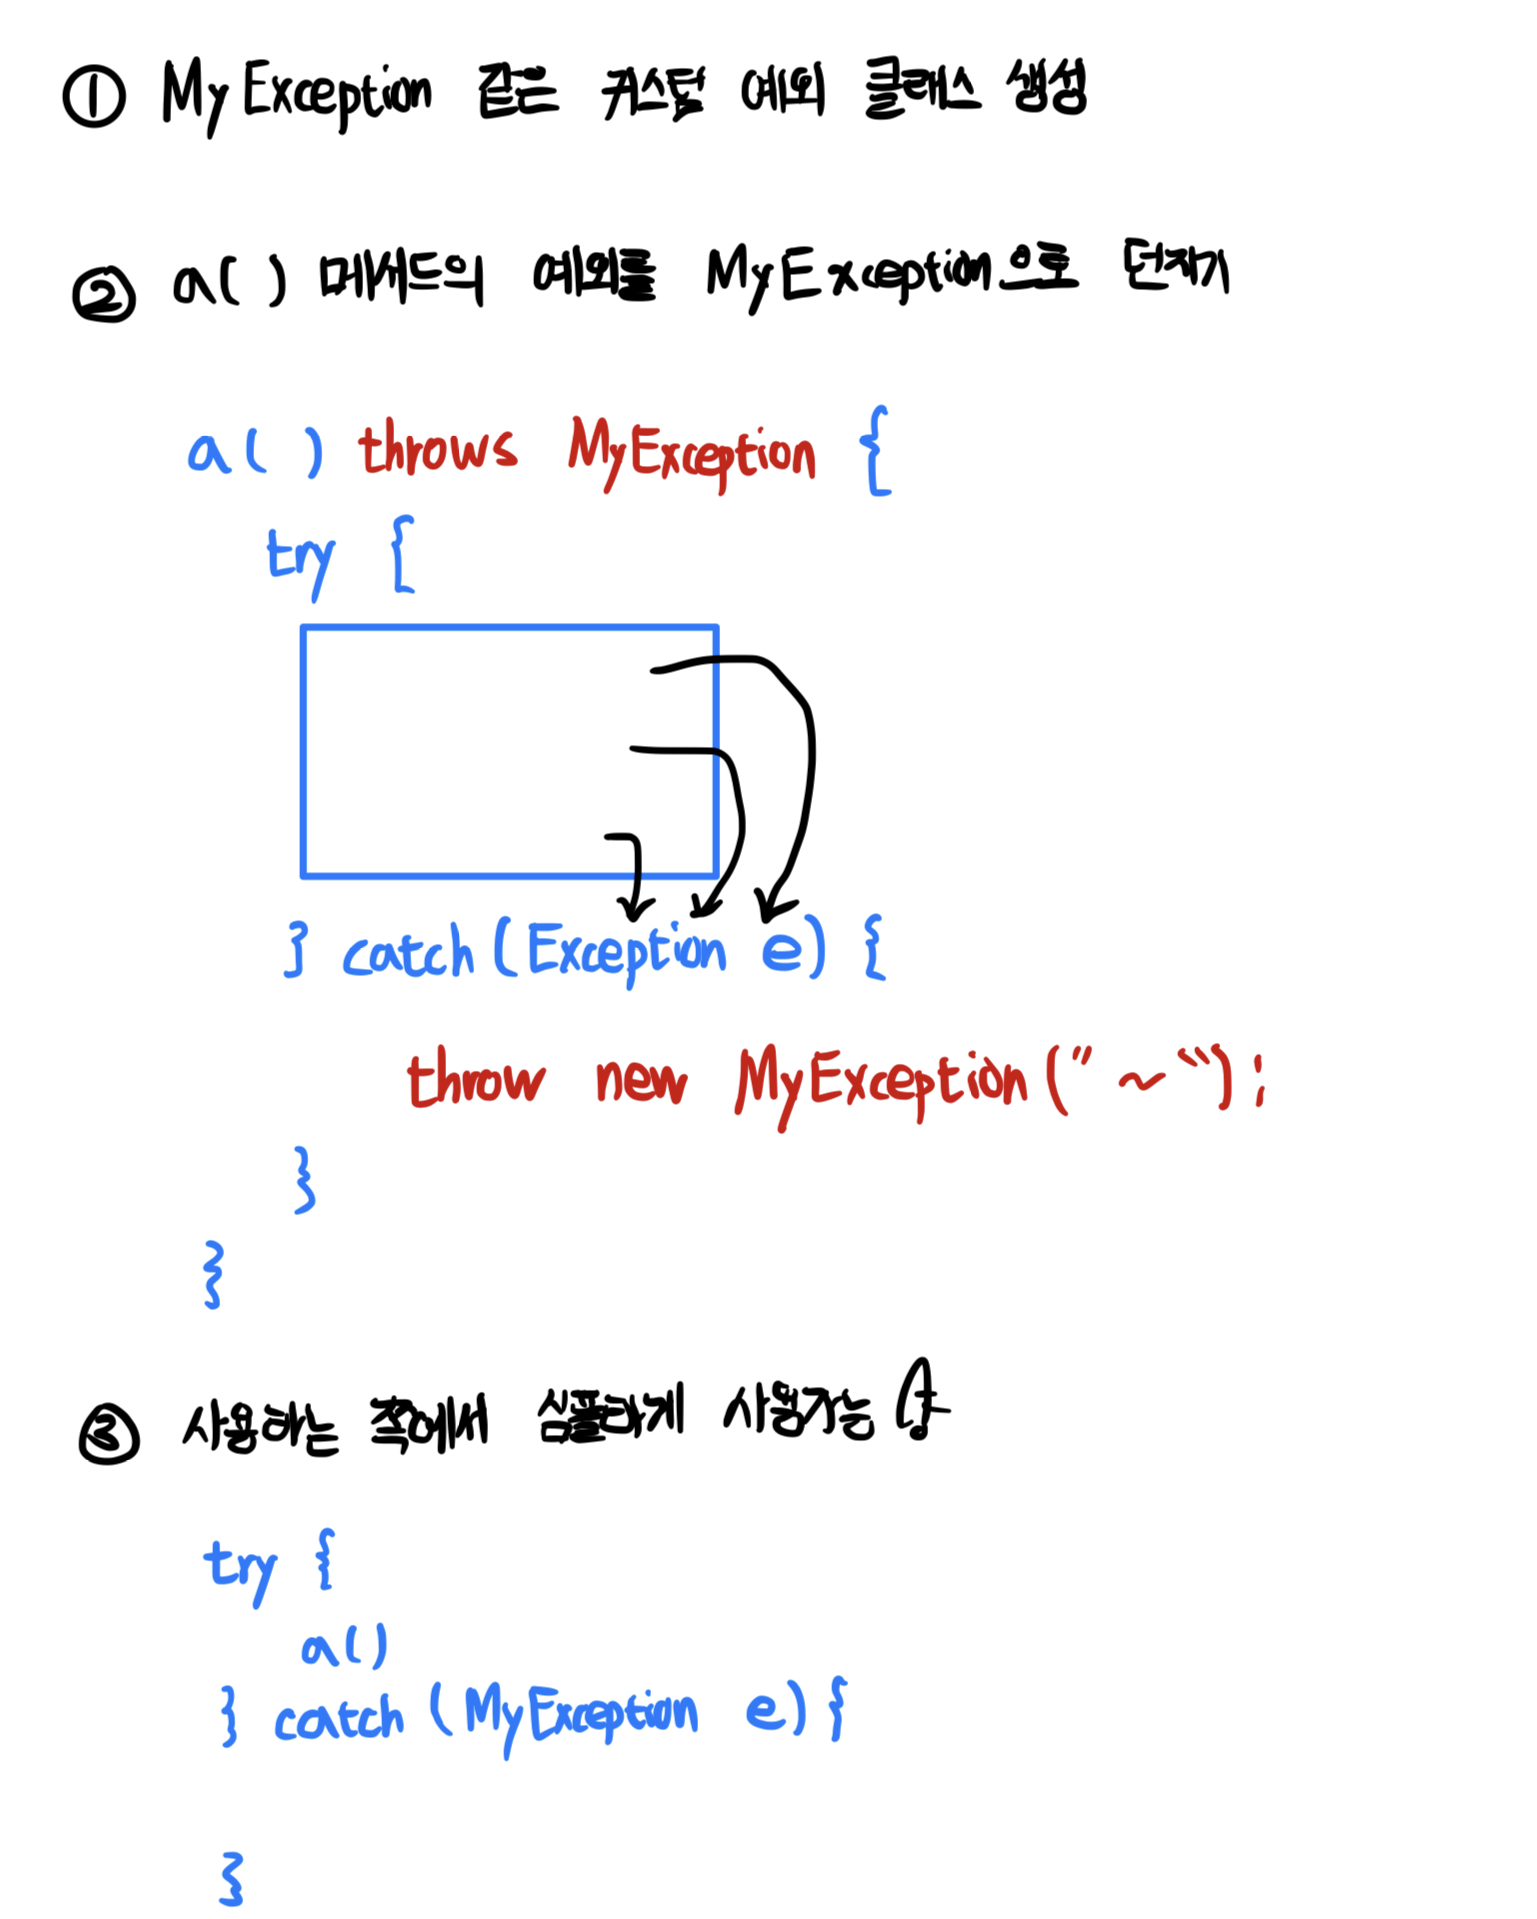 ① MyException 같은 커스텀 예외 클래스 생성
② a( ) 메서드의 예외를 MyException으로 던지기
a( ) throws MyException {
try {
} catch (Exception e) {
throw new MyException("~");
}
}
③ 사용하는 쪽에서 심플하게 사용가능
try {
a()
} catch (MyException e) {
}